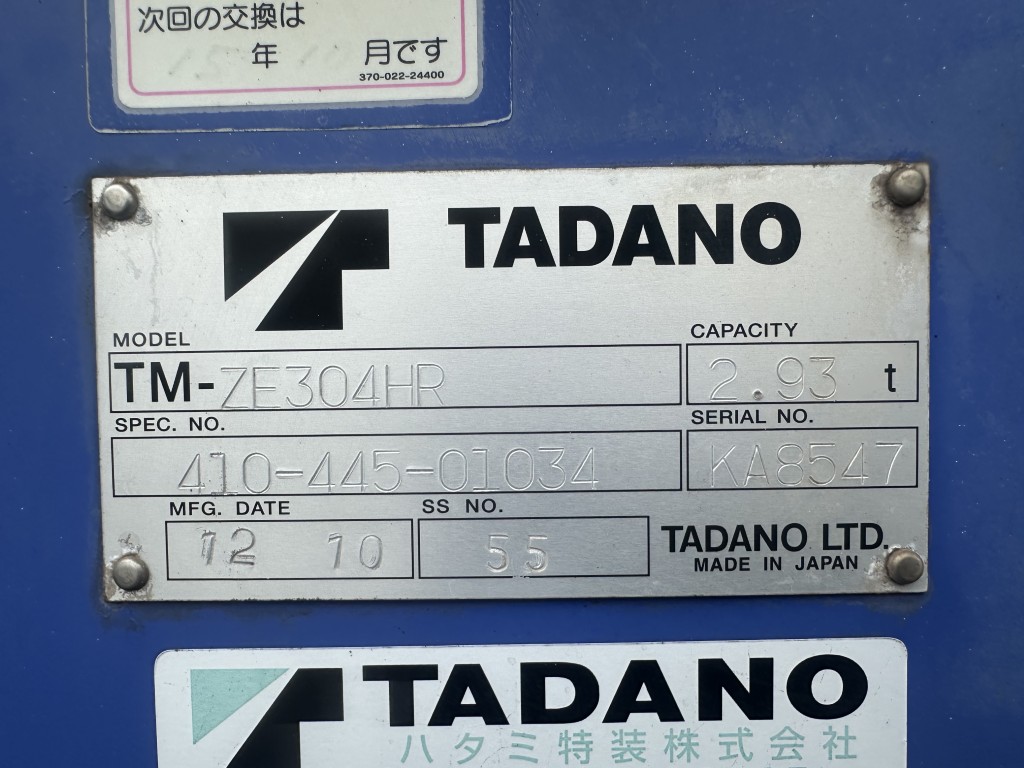 次回の交換は
年 月です
370-022-24400
TADANO
MODEL CAPACITY
TM-ZE304HR 2.93 t
SPEC. NO. SERIAL NO.
410-445-01034 KA8547
MFG. DATE SS NO.
12 10 55 TADANO LTD.
MADE IN JAPAN
TADANO
ハタミ特装株式会社